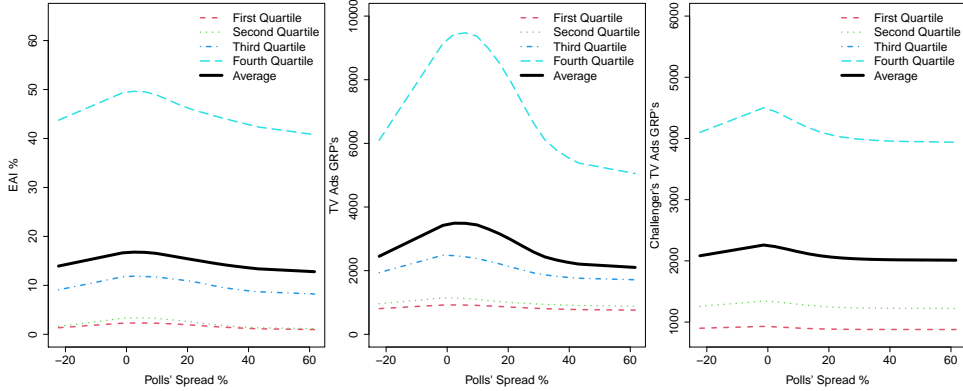 First Quartile
Second Quartile
Third Quartile
Fourth Quartile
Average
EAI %
0
10
20
30
40
50
60
−20 0 20 40 60
Polls' Spread %
First Quartile
Second Quartile
Third Quartile
Fourth Quartile
Average
TV Ads GRP's
0
2000
4000
6000
8000
10000
−20 0 20 40 60
Polls' Spread %
First Quartile
Second Quartile
Third Quartile
Fourth Quartile
Average
Challenger's TV Ads GRP's
1000
2000
3000
4000
5000
6000
−20 0 20 40 60
Polls' Spread %